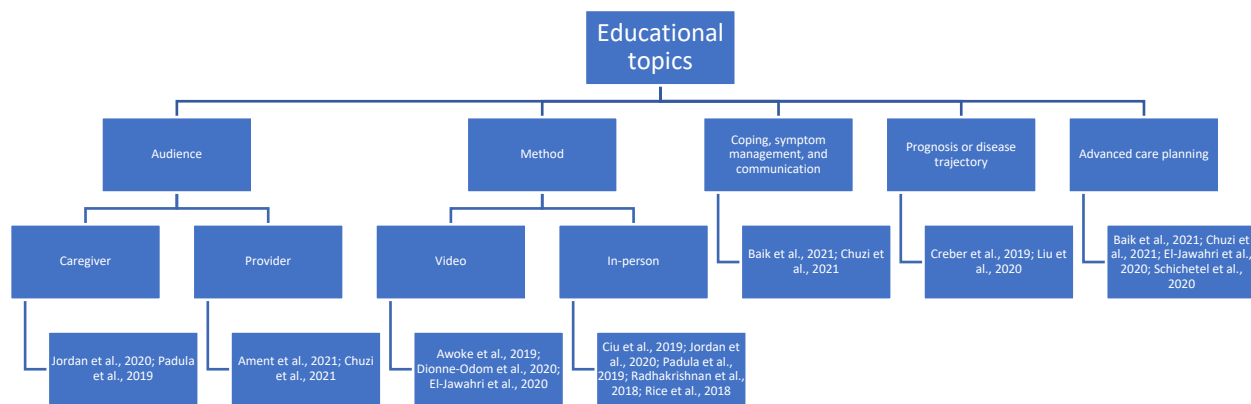 Educational
topics
Audience
Method
Coping, symptom
management, and
communication
Prognosis or disease
trajectory
Advanced care planning
Caregiver
Provider
Video
In-person
Baik et al., 2021; Chuzi
et al., 2021
Creber et al., 2019; Liu
et al., 2020
Baik et al., 2021; Chuzi et
al., 2021; El-Jawahri et al.,
2020; Schichetel et al.,
2020
Jordan et al., 2020; Padula
et al., 2019
Ament et al., 2021; Chuzi
et al., 2021
Awoke et al., 2019;
Dionne-Odom et al., 2020;
El-Jawahri et al., 2020
Ciu et al., 2019; Jordan et
al., 2020; Padula et al.,
2019; Radhakrishnan et al.,
2018; Rice et al., 2018